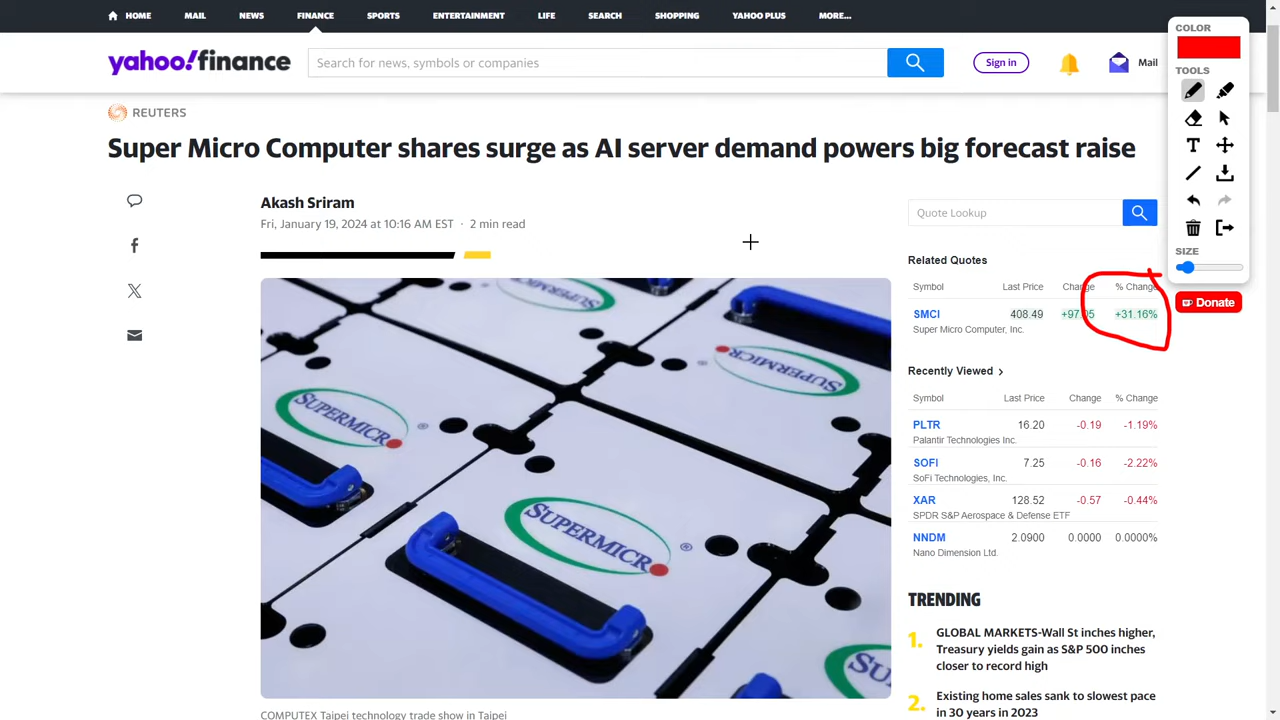 HOME MAIL NEWS FINANCE SPORTS ENTERTAINMENT LIFE SEARCH SHOPPING YAHOO PLUS MORE...
yahoo!finance
Search for news, symbols or companies
Sign in
Mail
REUTERS
Super Micro Computer shares surge as AI server demand powers big forecast raise
Akash Sriram
Fri, January 19, 2024 at 10:16 AM EST · 2 min read
SUPERMICR
SUPERMICR
SUPERMICR
SUPERMICR
COMPUTEX Taipei technology trade show in Taipei
Quote Lookup
Related Quotes
Symbol Last Price Change % Change
SMCI 408.49 +97.05 +31.16%
Super Micro Computer, Inc.
Recently Viewed
Symbol Last Price Change % Change
PLTR 16.20 -0.19 -1.19%
Palantir Technologies Inc.
SOFI 7.25 -0.16 -2.22%
SoFi Technologies, Inc.
XAR 128.52 -0.57 -0.44%
SPDR S&P Aerospace & Defense ETF
NNDM 2.0900 0.0000 0.0000%
Nano Dimension Ltd.
TRENDING
1. GLOBAL MARKETS-Wall St inches higher,
Treasury yields gain as S&P 500 inches
closer to record high
2. Existing home sales sank to slowest pace
in 30 years in 2023
COLOR
TOOLS
T
SIZE
Donate